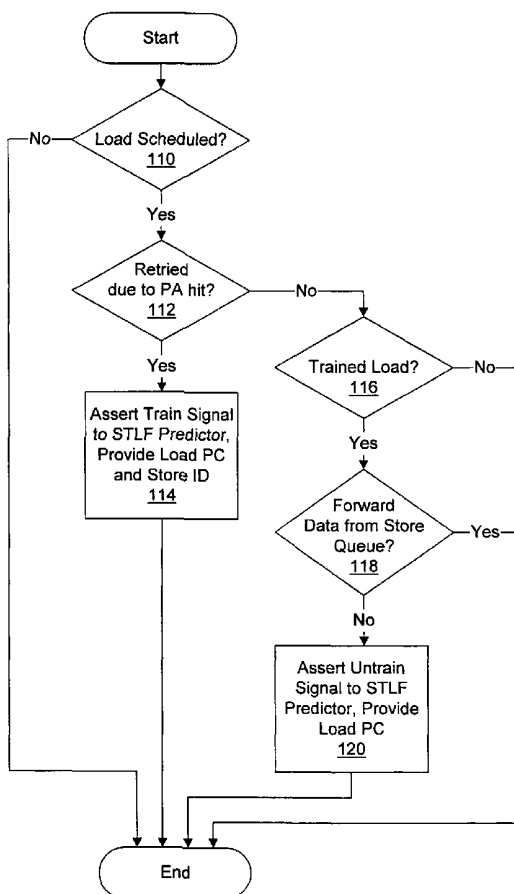 Start
No
Load Scheduled?
110
Yes
Retried
due to PA hit?
112
No
Yes
Trained Load?
116
No
Assert Train Signal
to STLF Predictor,
Provide Load PC
and Store ID
114
Yes
Forward
Data from Store
Queue?
118
Yes
No
Assert Untrain
Signal to STLF
Predictor, Provide
Load PC
120
End